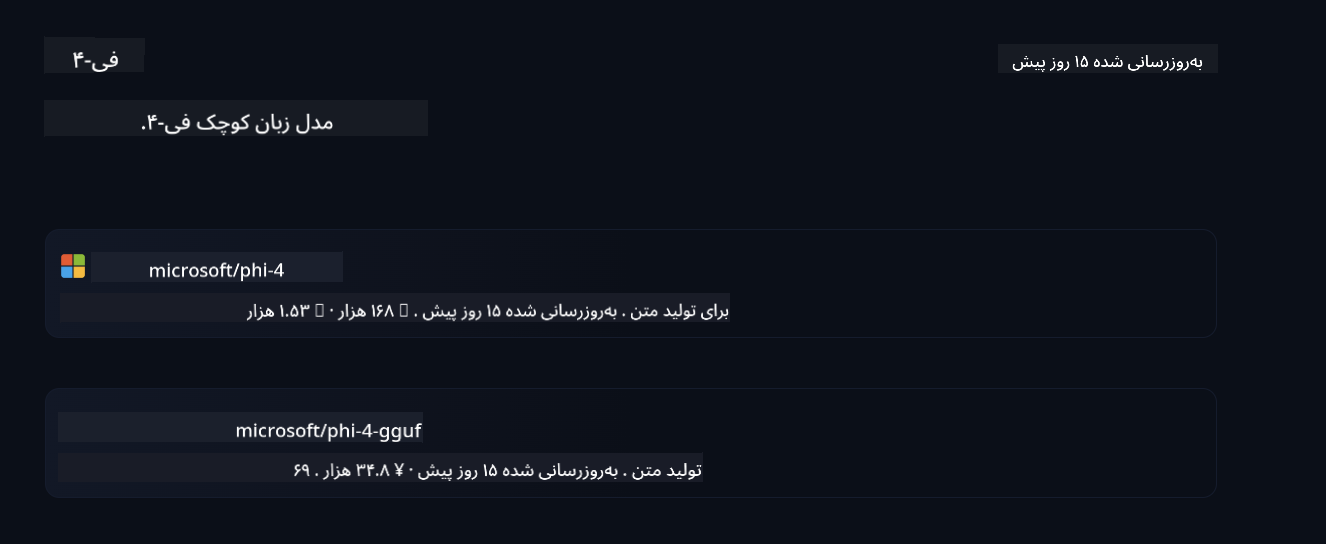 فی-۴
به‌روزرسانی شده ۱۵ روز پیش
مدل زبان کوچک فی-۴.
microsoft/phi-4
برای تولید متن . به‌روزرسانی شده ۱۵ روز پیش . ▯ ۱۶۸ هزار · ▯ ۱.۵۳ هزار
microsoft/phi-4-gguf
تولید متن . به‌روزرسانی شده ۱۵ روز پیش · ¥ ۳۴.۸ هزار . ۶۹